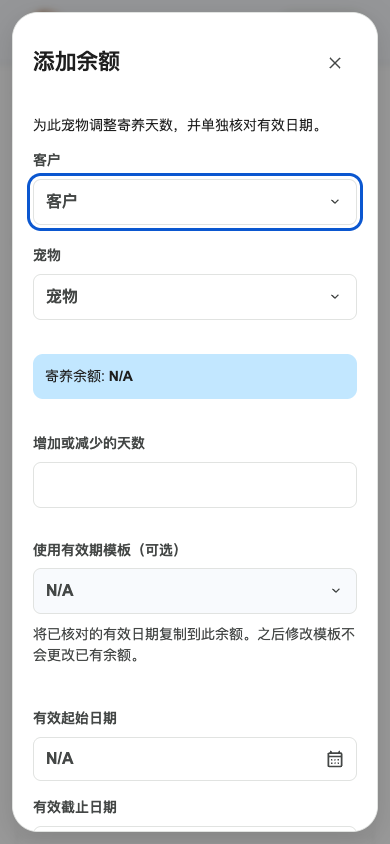 添加余额
为此宠物调整寄养天数，并单独核对有效日期。
客户
客户
宠物
宠物
寄养余额: N/A
增加或减少的天数
使用有效期模板（可选）
N/A
将已核对的有效日期复制到此余额。之后修改模板不
会更改已有余额。
有效起始日期
N/A
有效截止日期